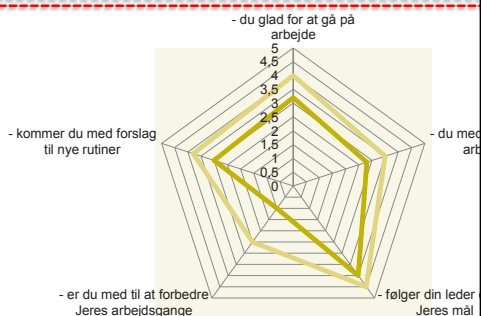 - du glad for at gå på
arbejde
5
4,5
4
3,5
3
2,5
2
1,5
1
0,5
0
- kommer du med forslag
til nye rutiner
- du med
arb
- er du med til at forbedre
Jeres arbejdsgange
- følger din leder
Jeres mål